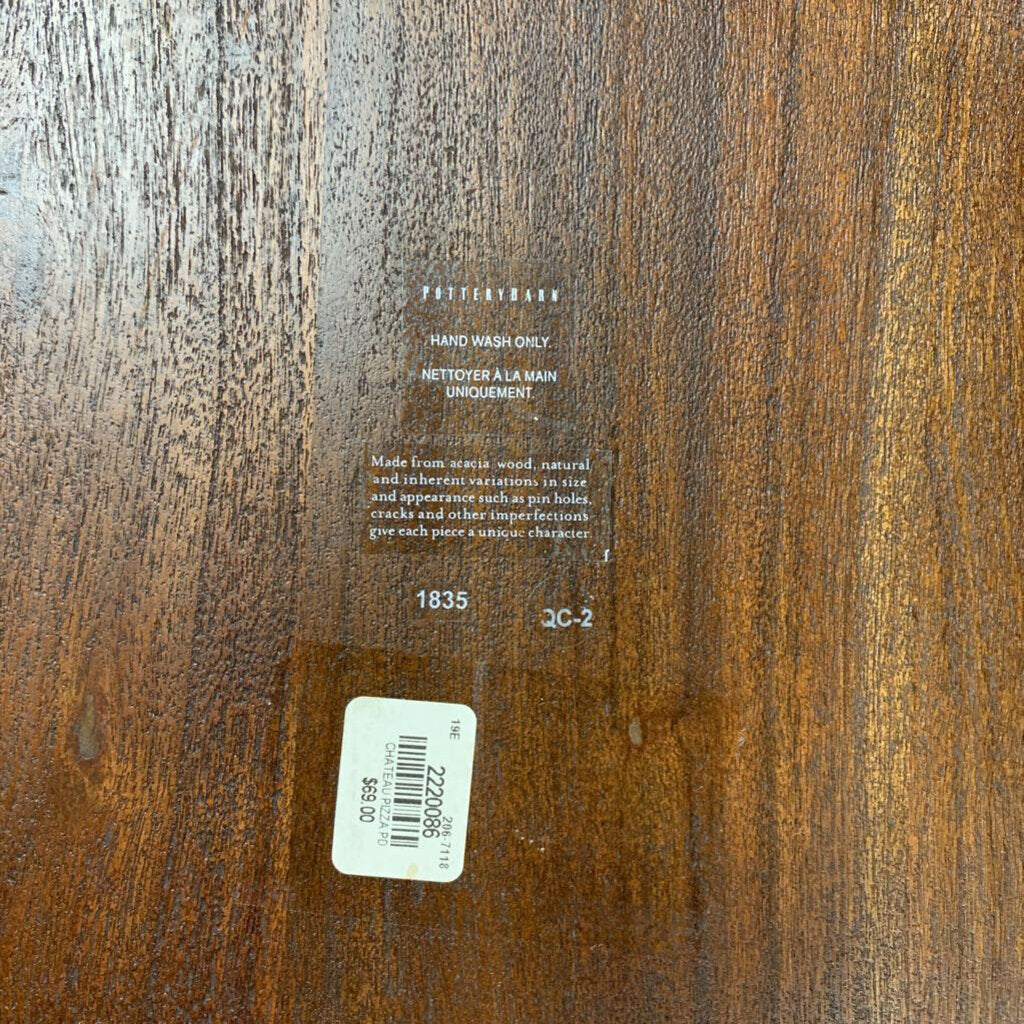 POTTERYBARN
HAND WASH ONLY.
NETTOYER À LA MAIN
UNIQUEMENT.
Made from acacia wood, natural
and inherent variations in size
and appearance such as pin holes,
cracks and other imperfections
give each piece a unique character.
1835
QC-2
19E
206-7118
2220086
CHATEAU PIZZA PD
$69.00